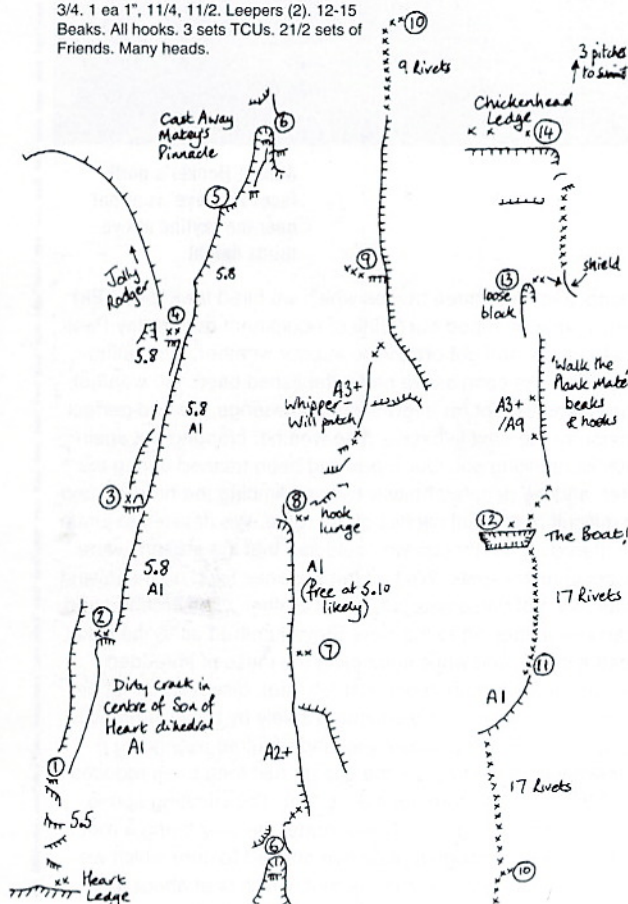 3/4. 1 ea 1", 11/4, 11/2. Leepers (2). 12-15
Beaks. All hooks. 3 sets TCUs. 21/2 sets of
Friends. Many heads.
Cast Away
Matey's
Pinnacle
6
5
5.8
Jolly
Rodger
4
5.8
5.8
A1
3
5.8
A1
2
Dirty crack in
centre of Son of
Heart dihedral
A1
1
5.5
Heart
Ledge
10
9 Rivets
9
A3+
Whipper-
Will pitch
8
hook
lunge
A1
(free at 5.10
likely)
7
A2+
6
3 pitches
to summit
Chickenhead
Ledge
14
13
shield
loose
block
'Walk the
Plank Mate'
beaks
& hooks
A3+
/A9
12
The Boat!
17 Rivets
11
A1
17 Rivets
10